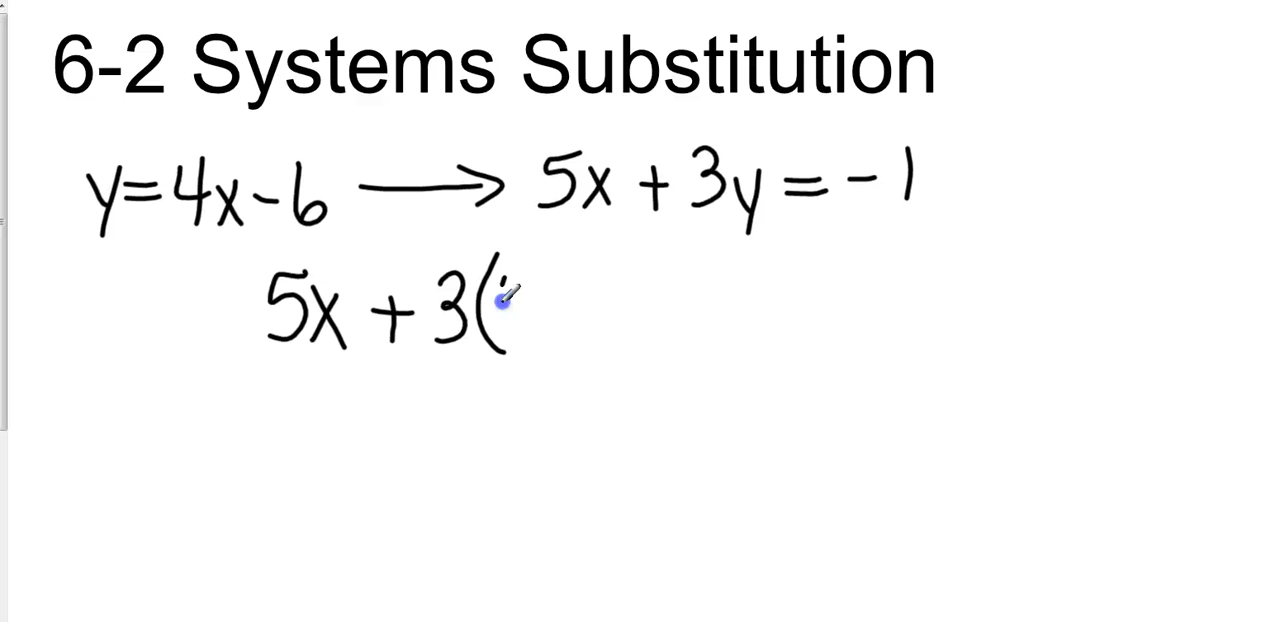 6-2 Systems Substitution
y=4x-6 → 5x + 3y = -1
5x + 3(